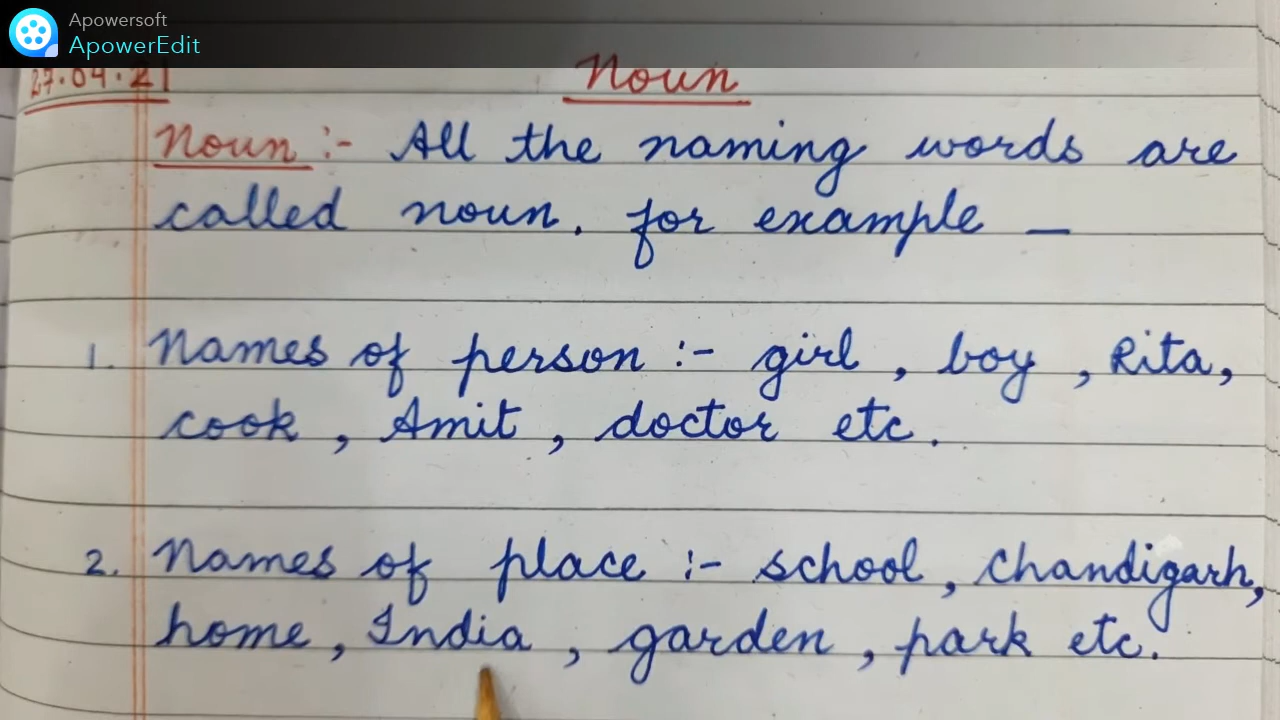 Apowersoft
ApowerEdit
27.04.21
Noun
Noun :- All the naming words are
called noun. for example —
1. Names of person :- girl, boy, Rita,
cook, Amit, doctor etc.
2. Names of place :- school, Chandigarh,
home, India, garden, park etc.